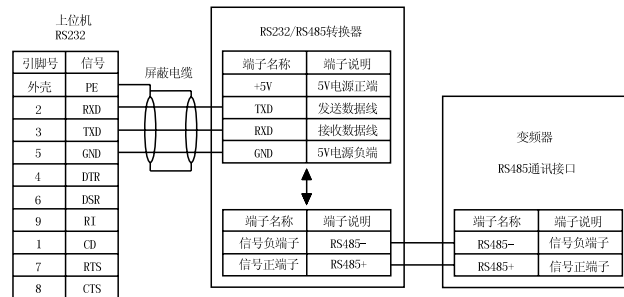 上位机
RS232
引脚号 信号
外壳 PE
2 RXD
3 TXD
5 GND
4 DTR
6 DSR
9 RI
1 CD
7 RTS
8 CTS
屏蔽电缆
RS232/RS485转换器
端子名称 端子说明
+5V 5V电源正端
TXD 发送数据线
RXD 接收数据线
GND 5V电源负端
端子名称 端子说明
信号负端子 RS485-
信号正端子 RS485+
变频器
RS485通讯接口
端子名称 端子说明
RS485- 信号负端子
RS485+ 信号正端子